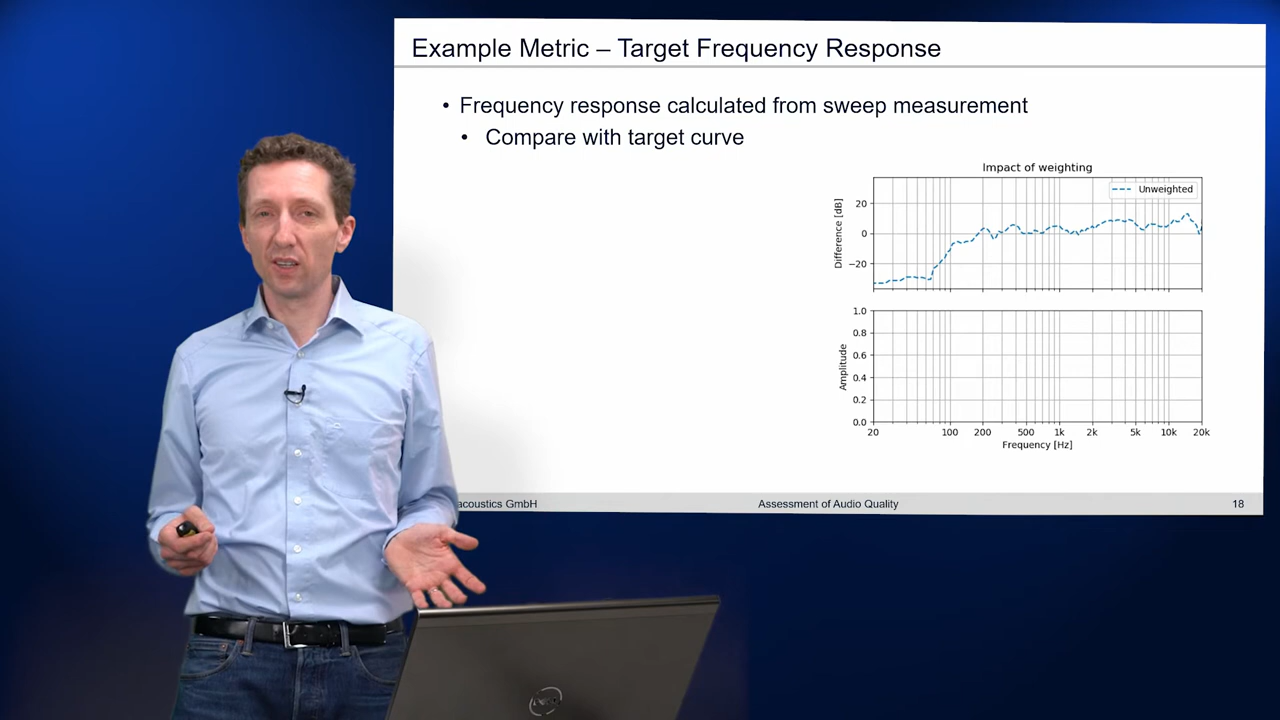 Example Metric – Target Frequency Response
• Frequency response calculated from sweep measurement
• Compare with target curve
Impact of weighting
Unweighted
Difference [dB]
20
0
−20
Amplitude
1.0
0.8
0.6
0.4
0.2
0.0
20 100 200 500 1k 2k 5k 10k 20k
Frequency [Hz]
acoustics GmbH Assessment of Audio Quality 18
DELL